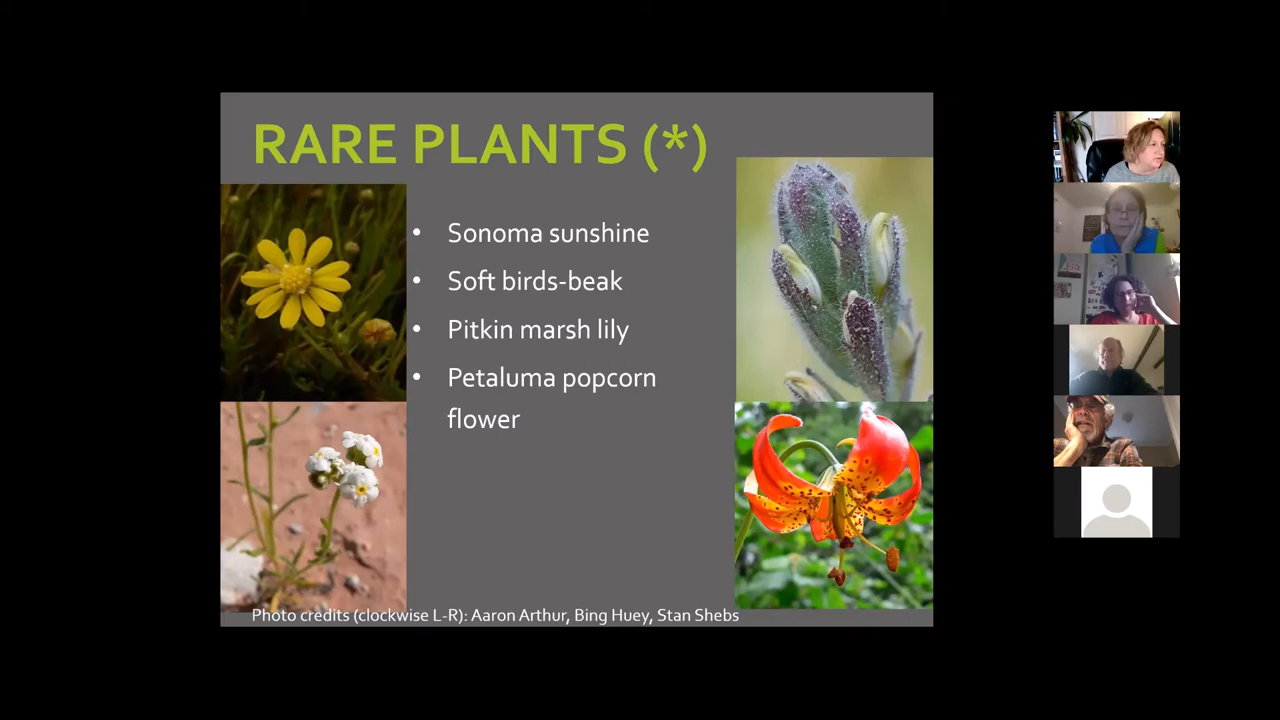 RARE PLANTS (*)
• Sonoma sunshine
• Soft birds-beak
• Pitkin marsh lily
• Petaluma popcorn
flower
Photo credits (clockwise L-R): Aaron Arthur, Bing Huey, Stan Shebs